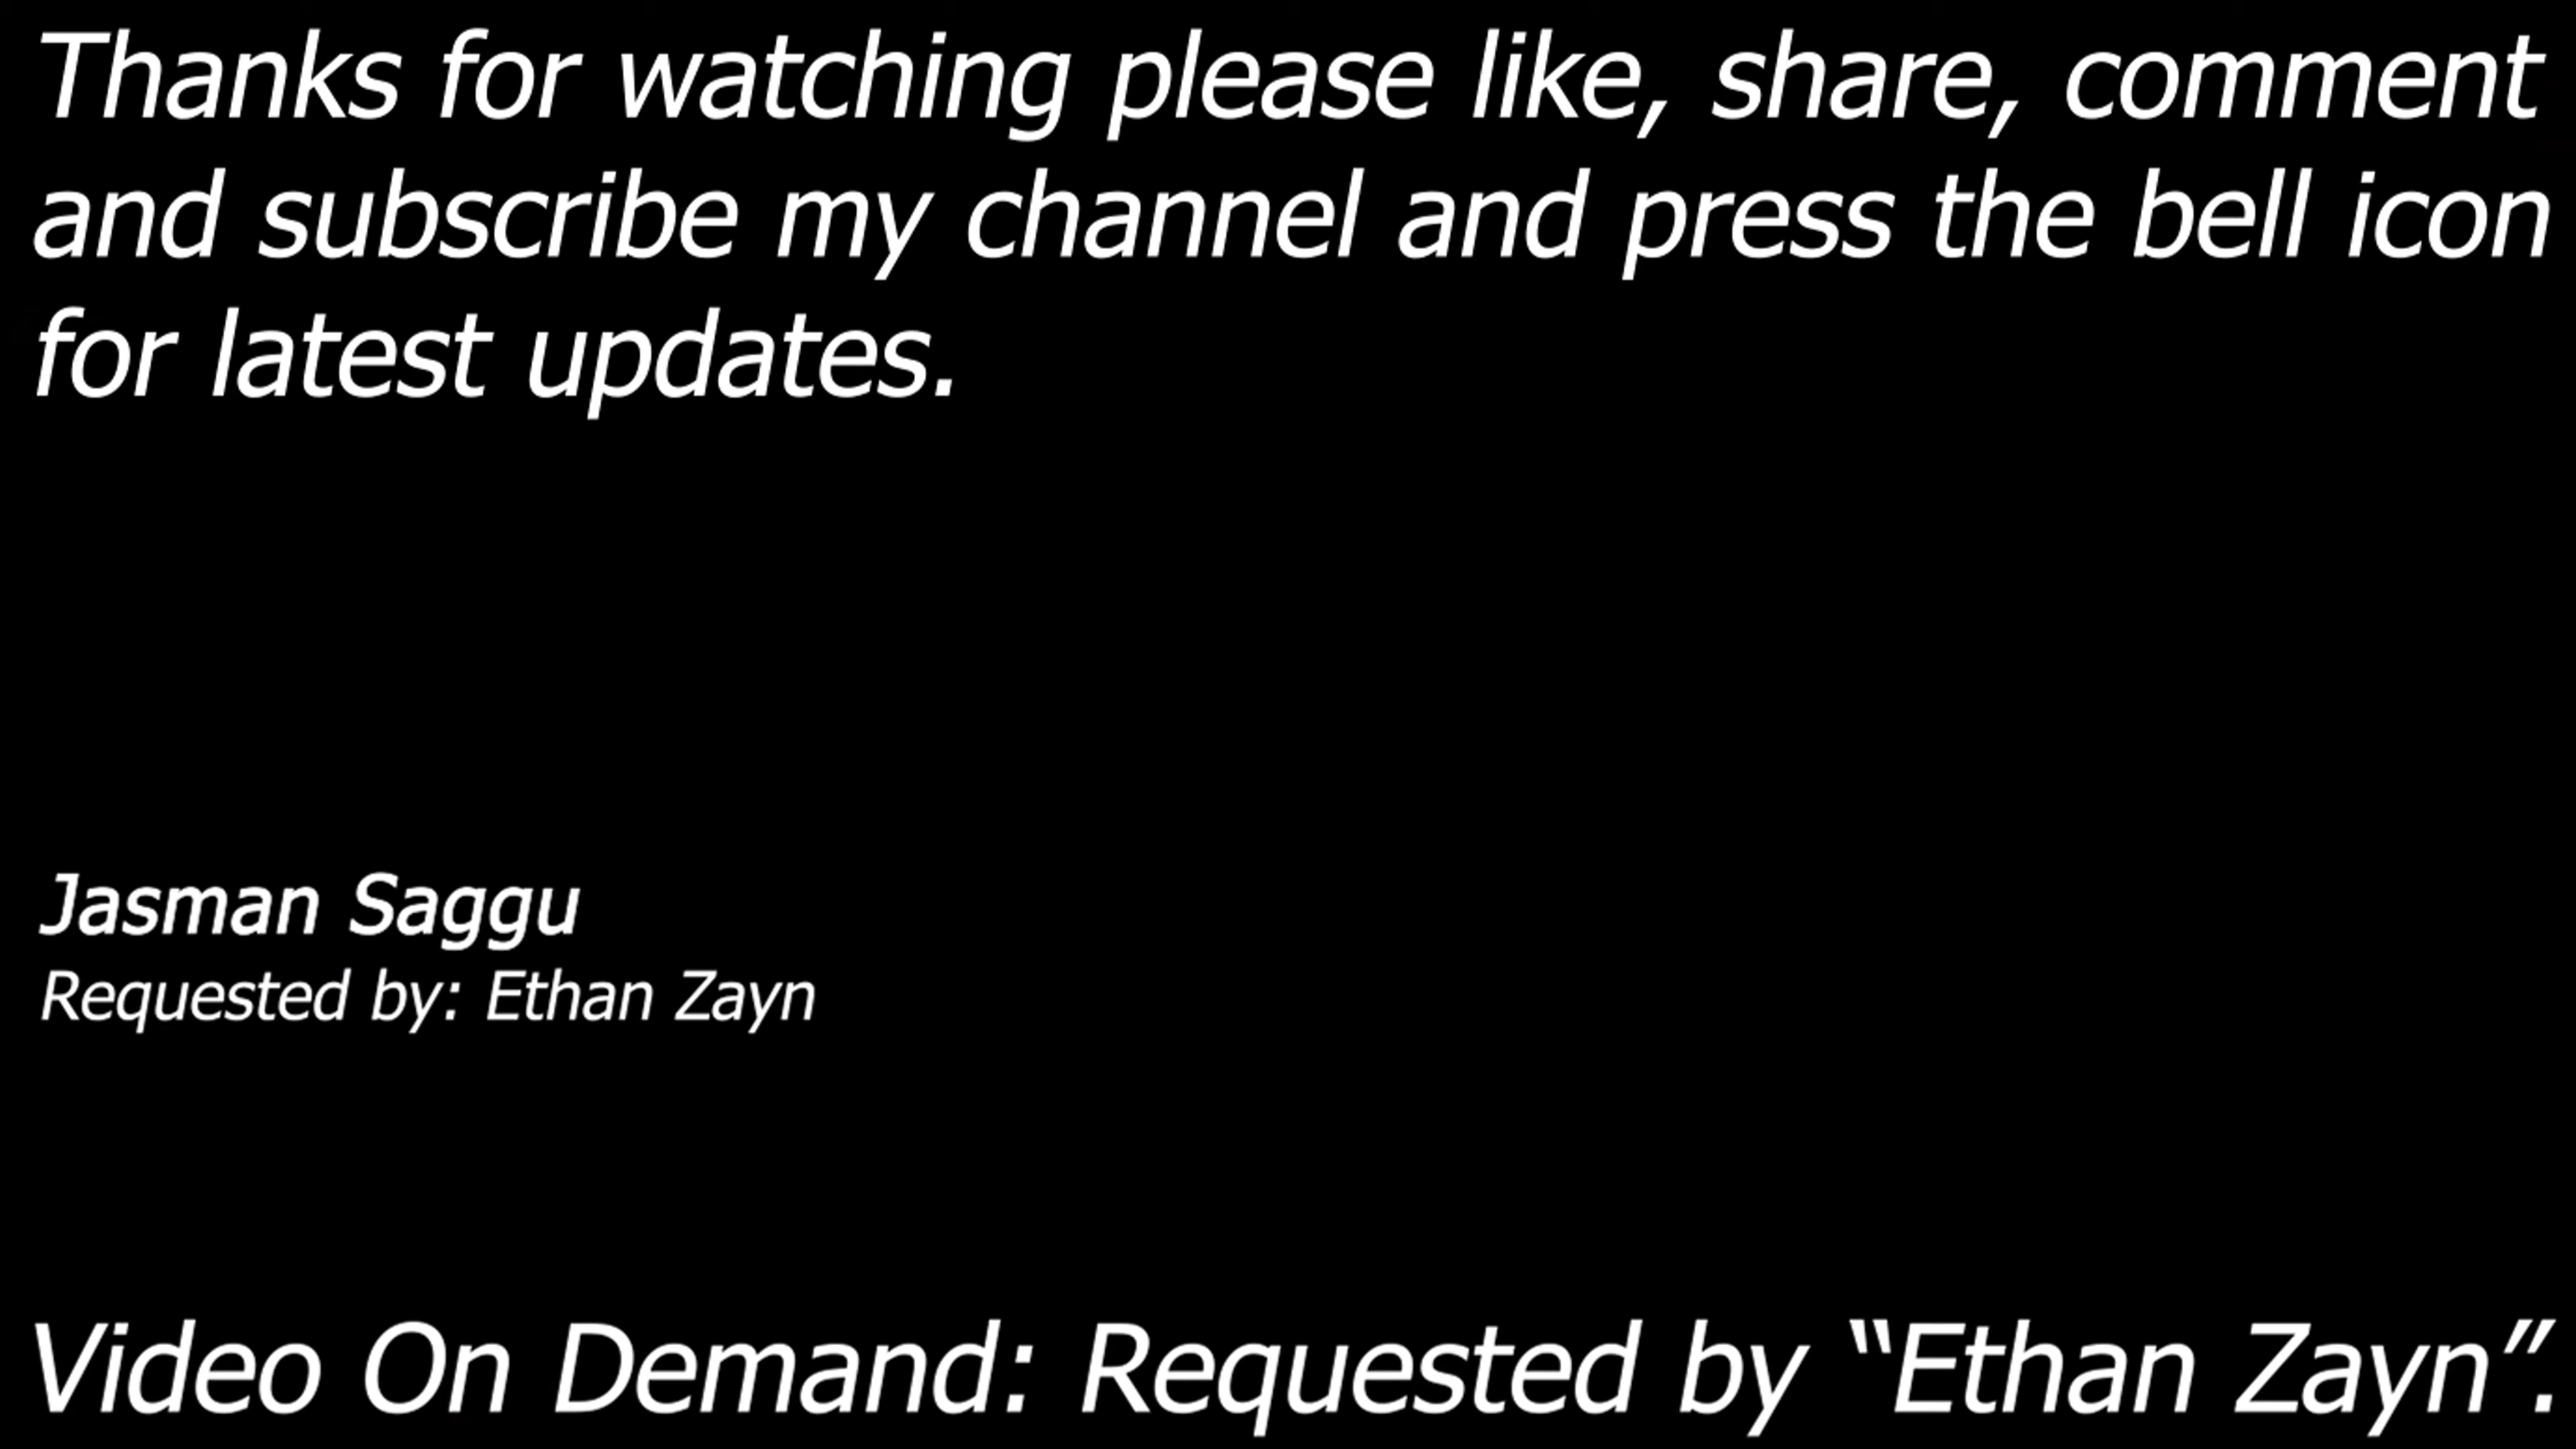 Thanks for watching please like, share, comment
and subscribe my channel and press the bell icon
for latest updates.
Jasman Saggu
Requested by: Ethan Zayn
Video On Demand: Requested by “Ethan Zayn”.